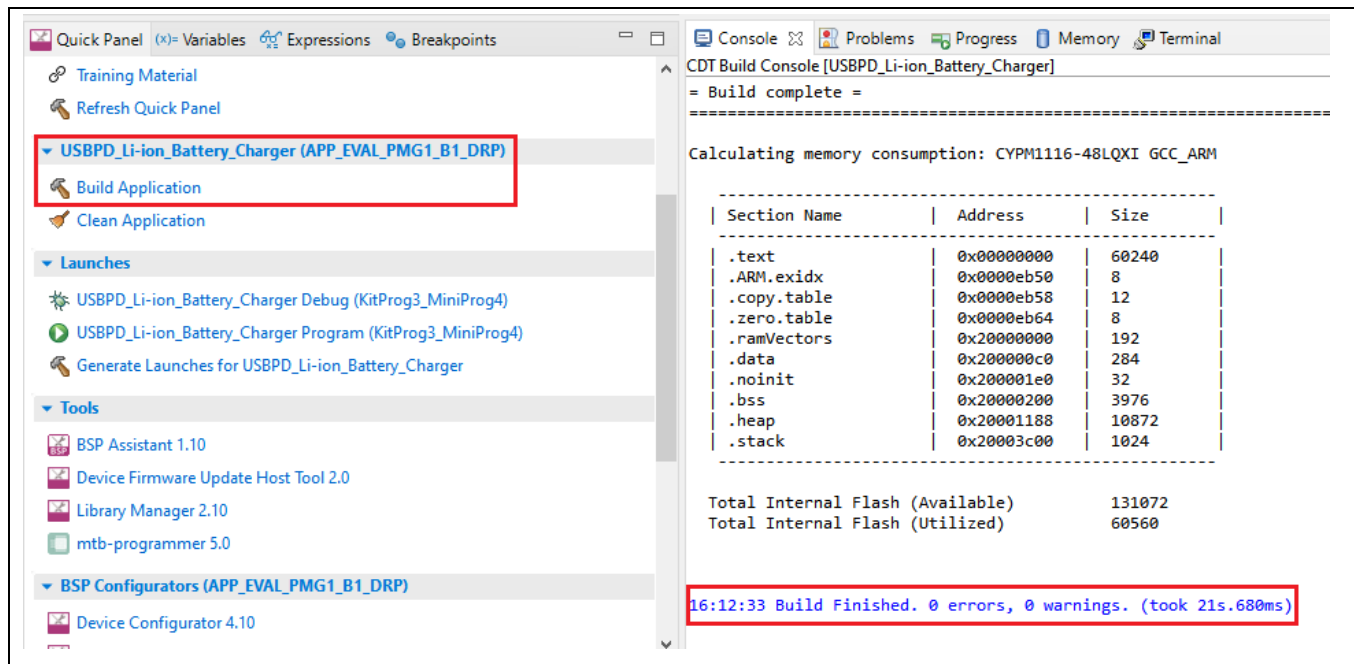 Quick Panel (x)= Variables Expressions Breakpoints
Training Material
Refresh Quick Panel
USBPD_Li-ion_Battery_Charger (APP_EVAL_PMG1_B1_DRP)
Build Application
Clean Application
Launches
USBPD_Li-ion_Battery_Charger Debug (KitProg3_MiniProg4)
USBPD_Li-ion_Battery_Charger Program (KitProg3_MiniProg4)
Generate Launches for USBPD_Li-ion_Battery_Charger
Tools
BSP Assistant 1.10
Device Firmware Update Host Tool 2.0
Library Manager 2.10
mtb-programmer 5.0
BSP Configurators (APP_EVAL_PMG1_B1_DRP)
Device Configurator 4.10
Console Problems Progress Memory Terminal
CDT Build Console [USBPD_Li-ion_Battery_Charger]
= Build complete =
==============================================================================
Calculating memory consumption: CYPM1116-48LQXI GCC_ARM
----------------------------------------------------
| Section Name | Address | Size |
----------------------------------------------------
| .text | 0x00000000 | 60240 |
| .ARM.exidx | 0x0000eb50 | 8 |
| .copy.table | 0x0000eb58 | 12 |
| .zero.table | 0x0000eb64 | 8 |
| .ramVectors | 0x20000000 | 192 |
| .data | 0x200000c0 | 284 |
| .noinit | 0x200001e0 | 32 |
| .bss | 0x20000200 | 3976 |
| .heap | 0x20001188 | 10872 |
| .stack | 0x20003c00 | 1024 |
----------------------------------------------------
Total Internal Flash (Available) 131072
Total Internal Flash (Utilized) 60560
16:12:33 Build Finished. 0 errors, 0 warnings. (took 21s.680ms)